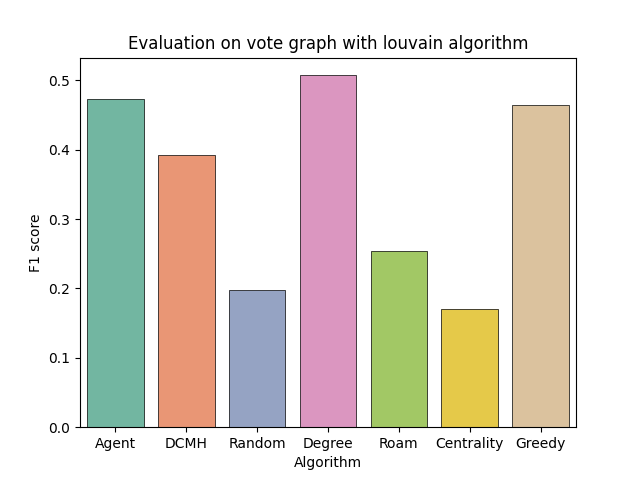 Evaluation on vote graph with louvain algorithm
F1 score
0.5
0.4
0.3
0.2
0.1
0.0
Agent DCMH Random Degree Roam Centrality Greedy
Algorithm